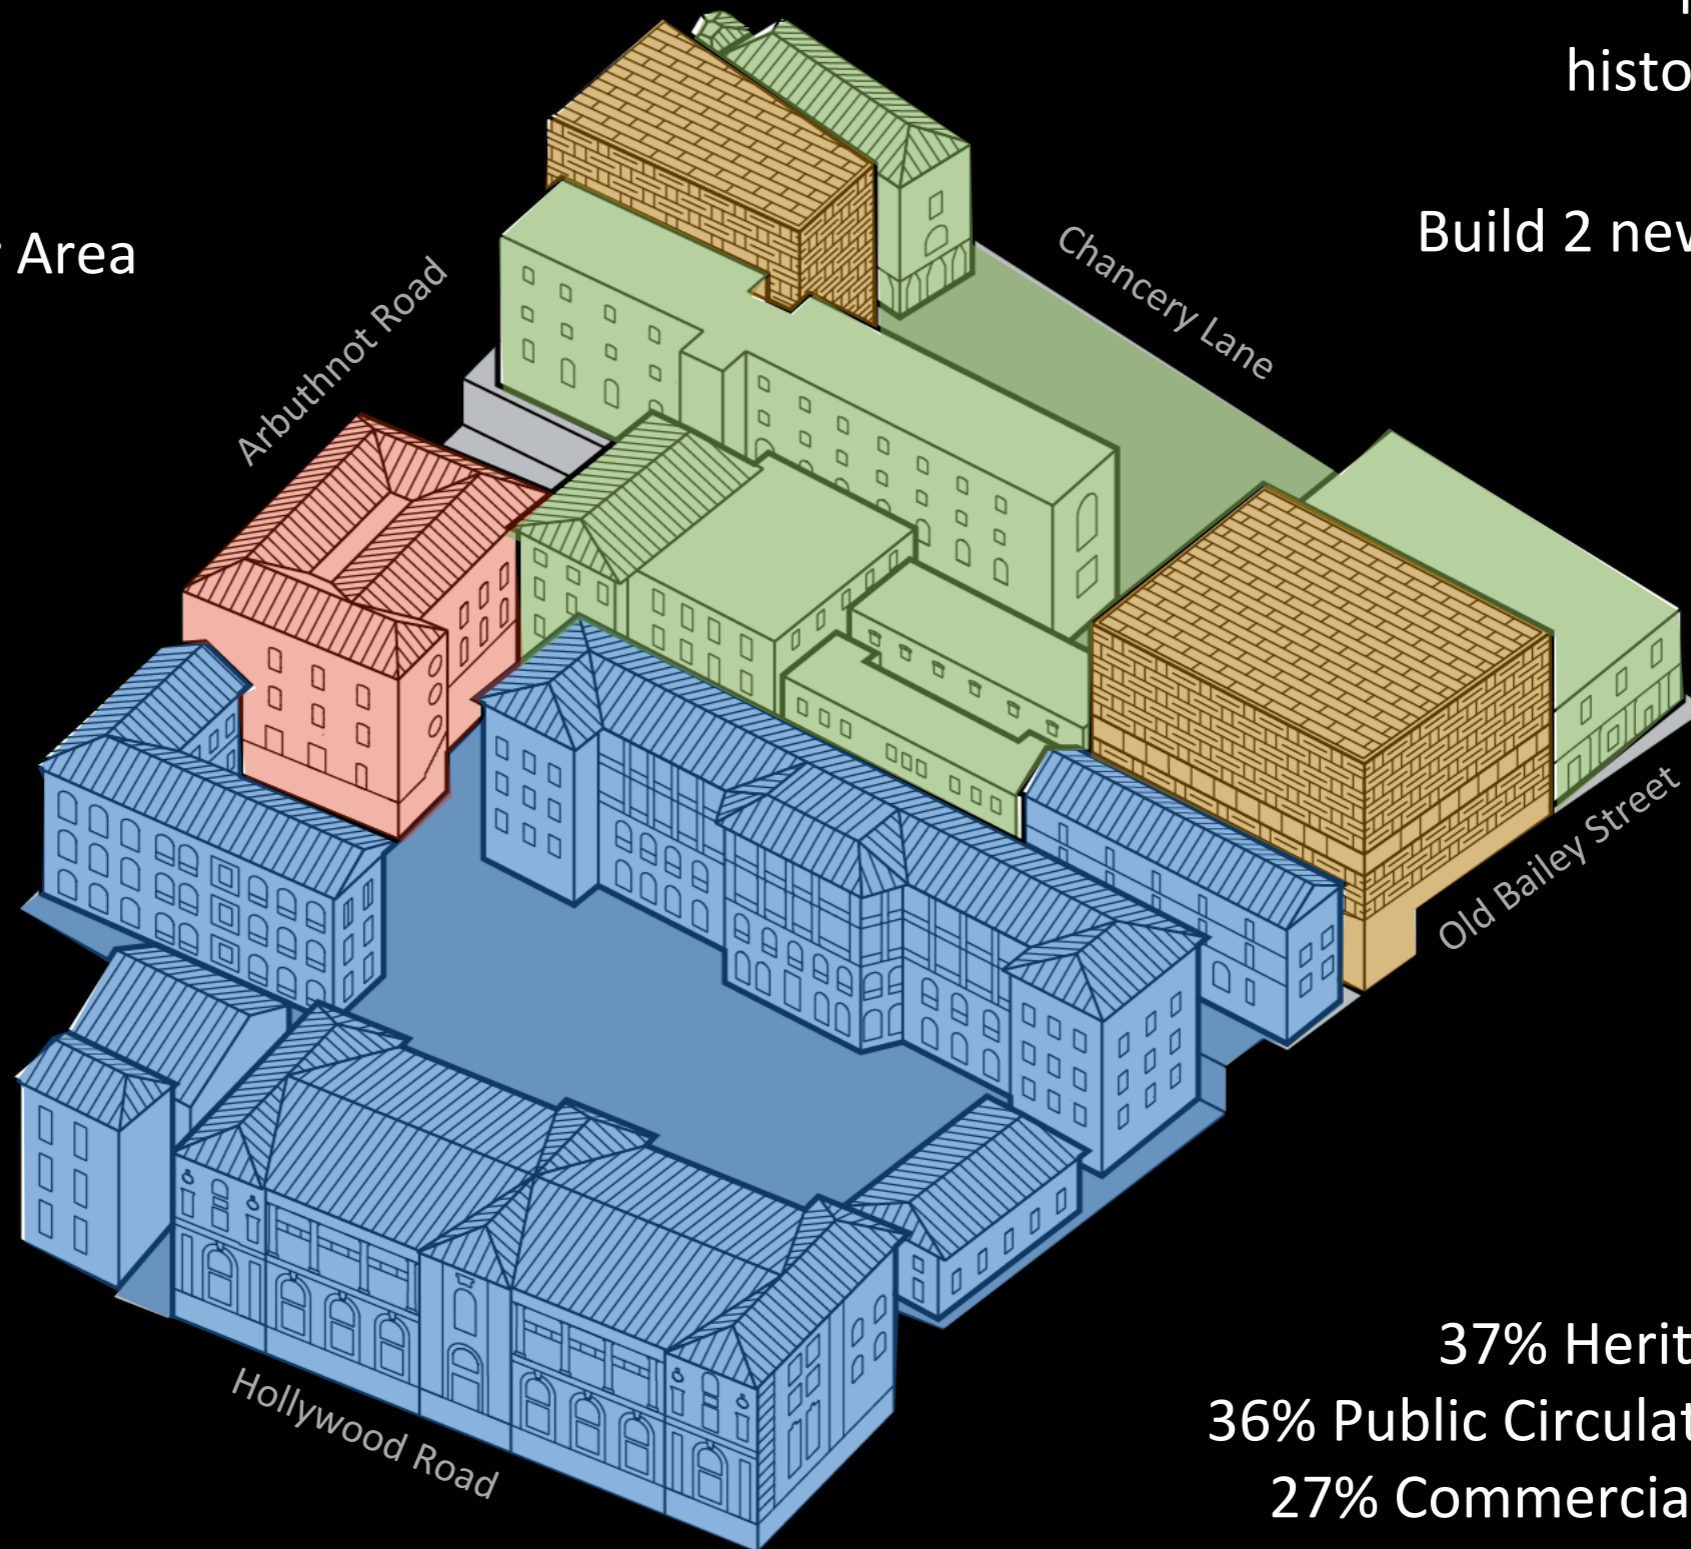 histo
Build 2 new
Area
Arbuthnot Road
Chancery Lane
Old Bailey Street
Hollywood Road
37% Herit
36% Public Circulat
27% Commercia